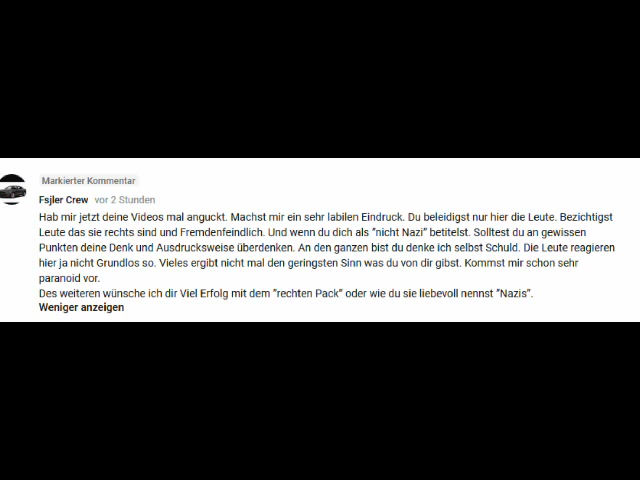 Markierter Kommentar
Fsjler Crew vor 2 Stunden
Hab mir jetzt deine Videos mal anguckt. Machst mir ein sehr labilen Eindruck. Du beleidigst nur hier die Leute. Bezichtigst
Leute das sie rechts sind und Fremdenfeindlich. Und wenn du dich als "nicht Nazi" betitelst. Solltest du an gewissen
Punkten deine Denk und Ausdrucksweise überdenken. An den ganzen bist du denke ich selbst Schuld. Die Leute reagieren
hier ja nicht Grundlos so. Vieles ergibt nicht mal den geringsten Sinn was du von dir gibst. Kommst mir schon sehr
paranoid vor.
Des weiteren wünsche ich dir Viel Erfolg mit dem "rechten Pack" oder wie du sie liebevoll nennst "Nazis".
Weniger anzeigen